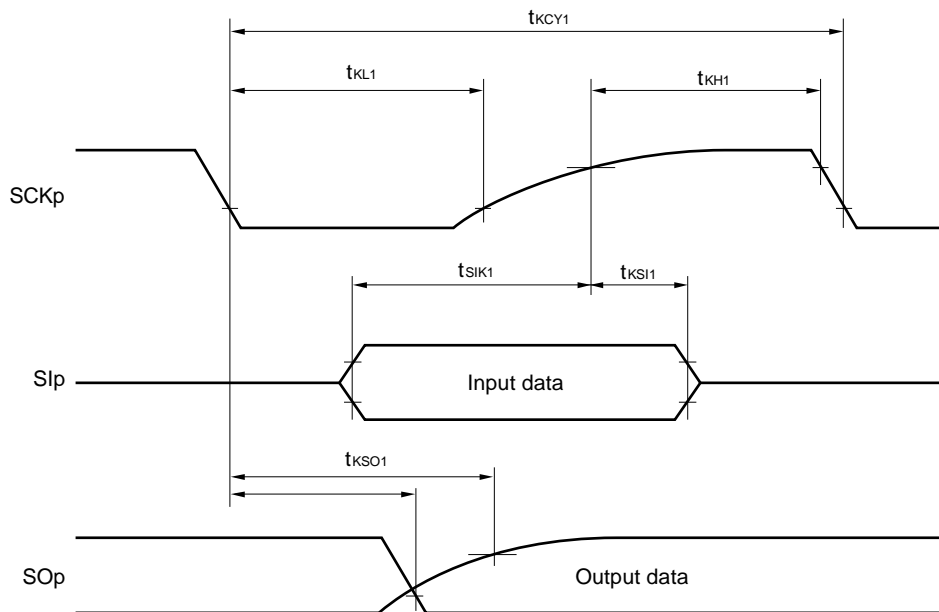 tKCY1
tKL1
tKH1
SCKp
tSIK1
tKSI1
SIp
Input data
tKSO1
SOp
Output data